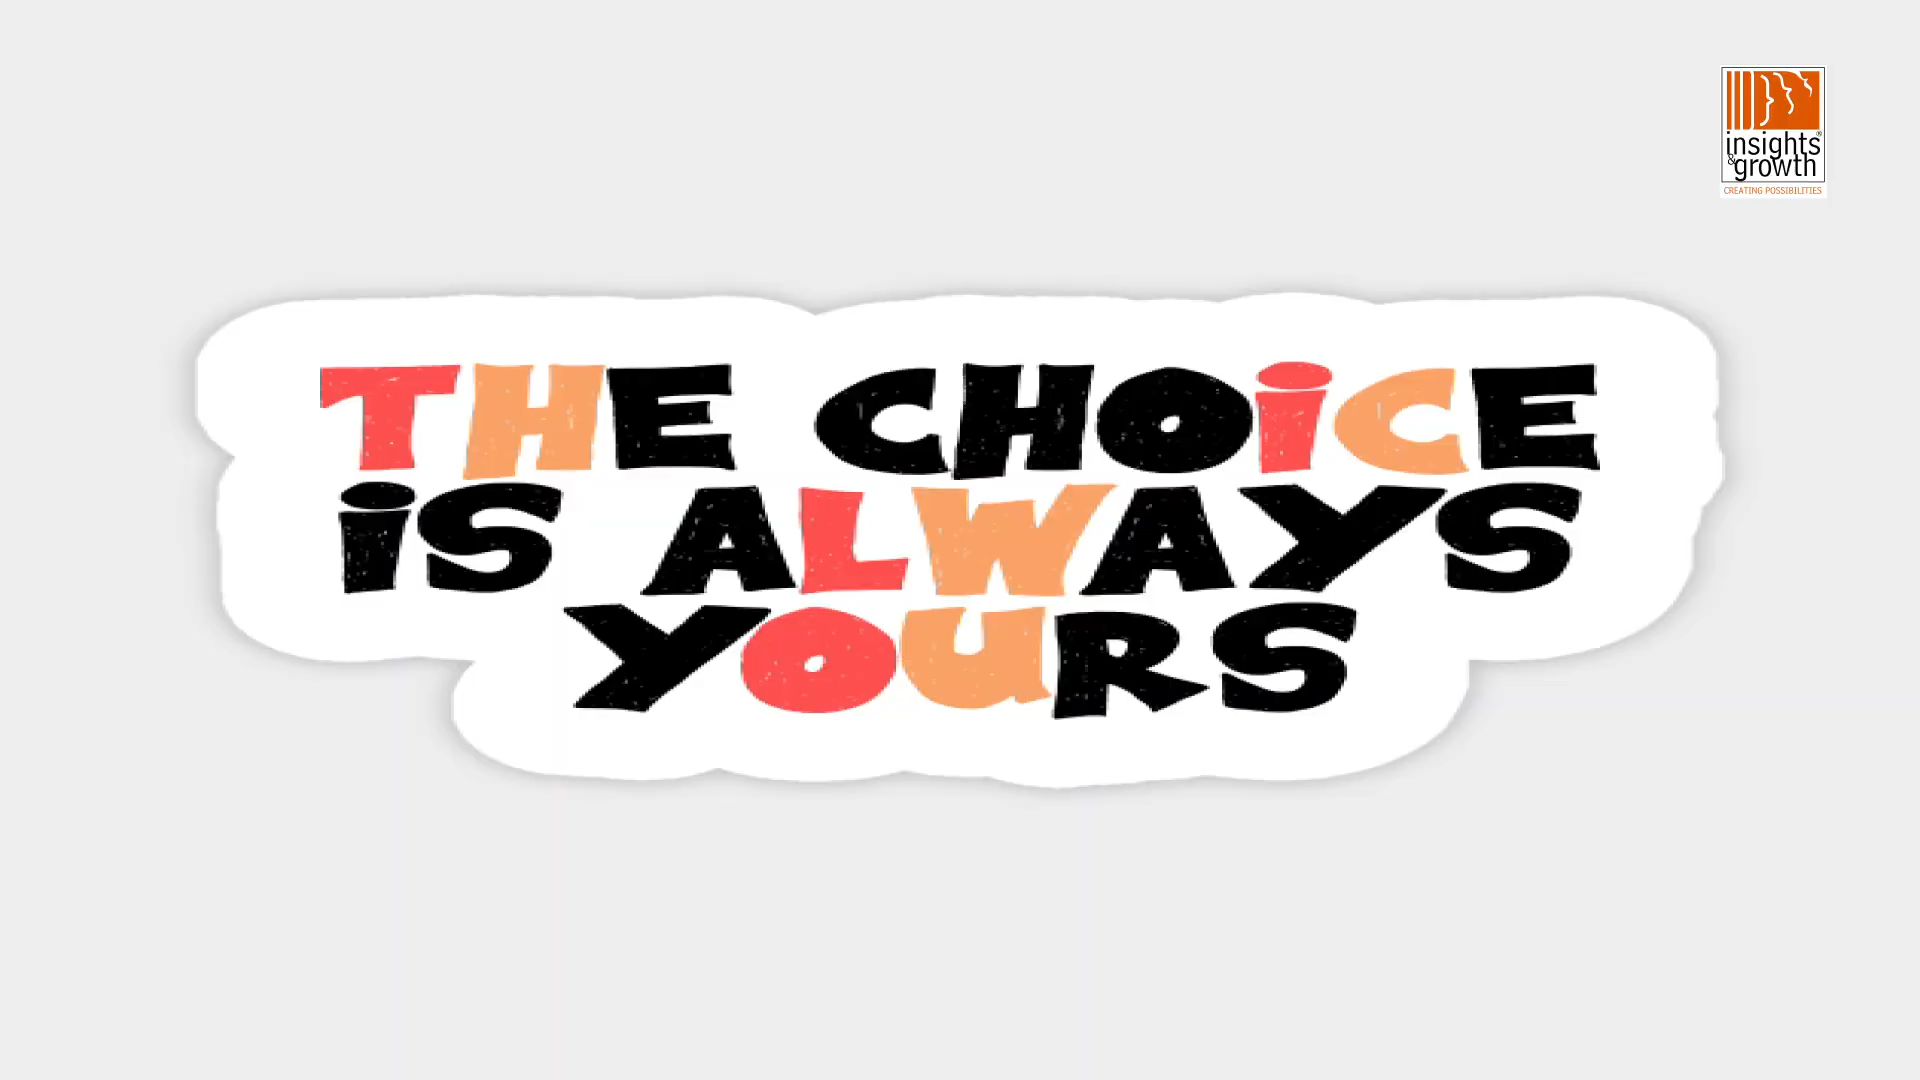 insights®
&growth
CREATING POSSIBILITIES
THE CHOiCE
iS ALWAYS
YOURS